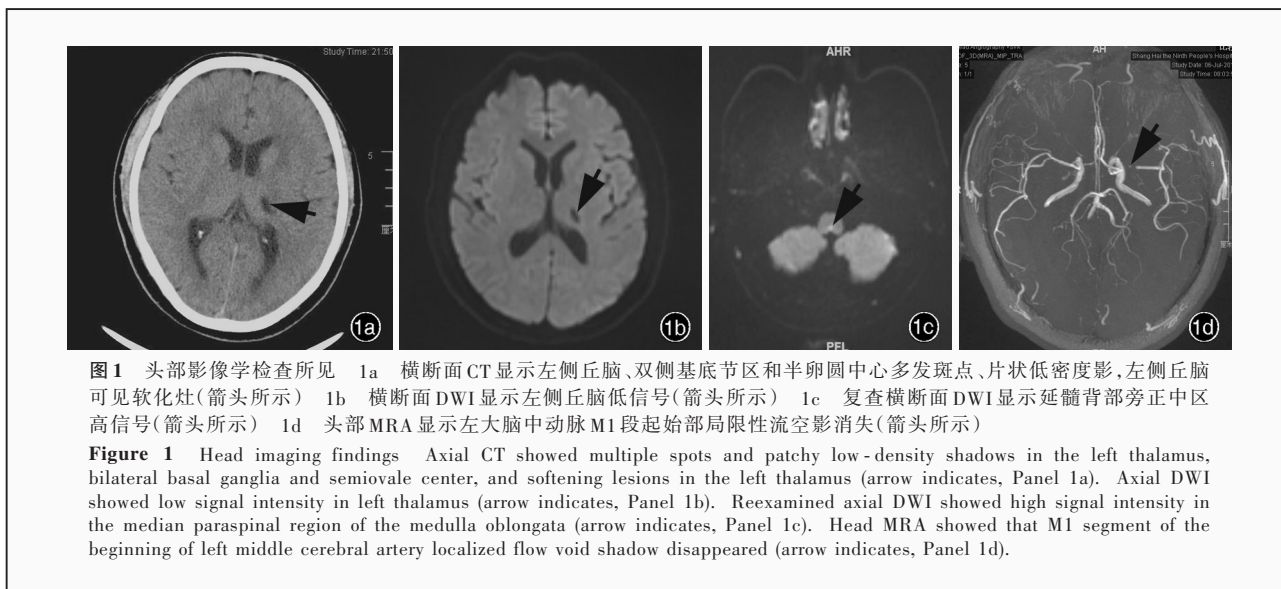 Study Time: 21:50
5
厘
1a
1b
AHR
PFL
1c
AH
Shang Hai the Ninth People's Hospi
1d
图1 头部影像学检查所见 1a 横断面CT显示左侧丘脑、双侧基底节区和半卵圆中心多发斑点、片状低密度影,左侧丘脑
可见软化灶(箭头所示) 1b 横断面DWI显示左侧丘脑低信号(箭头所示) 1c 复查横断面DWI显示延髓背部旁正中区
高信号(箭头所示) 1d 头部MRA显示左大脑中动脉M1段起始部局限性流空影消失(箭头所示)
Figure 1 Head imaging findings Axial CT showed multiple spots and patchy low-density shadows in the left thalamus,
bilateral basal ganglia and semiovale center, and softening lesions in the left thalamus (arrow indicates, Panel 1a). Axial DWI
showed low signal intensity in left thalamus (arrow indicates, Panel 1b). Reexamined axial DWI showed high signal intensity in
the median paraspinal region of the medulla oblongata (arrow indicates, Panel 1c). Head MRA showed that M1 segment of the
beginning of left middle cerebral artery localized flow void shadow disappeared (arrow indicates, Panel 1d).